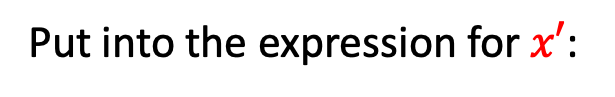 Put into the expression for x′: